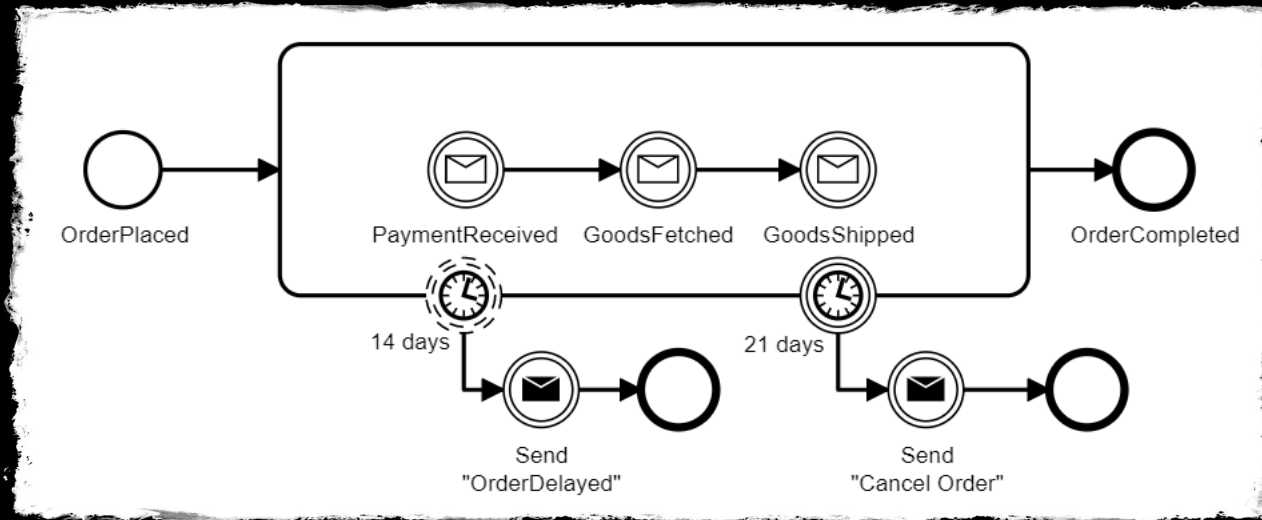 OrderPlaced
PaymentReceived
GoodsFetched
GoodsShipped
OrderCompleted
14 days
21 days
Send
"OrderDelayed"
Send
"Cancel Order"